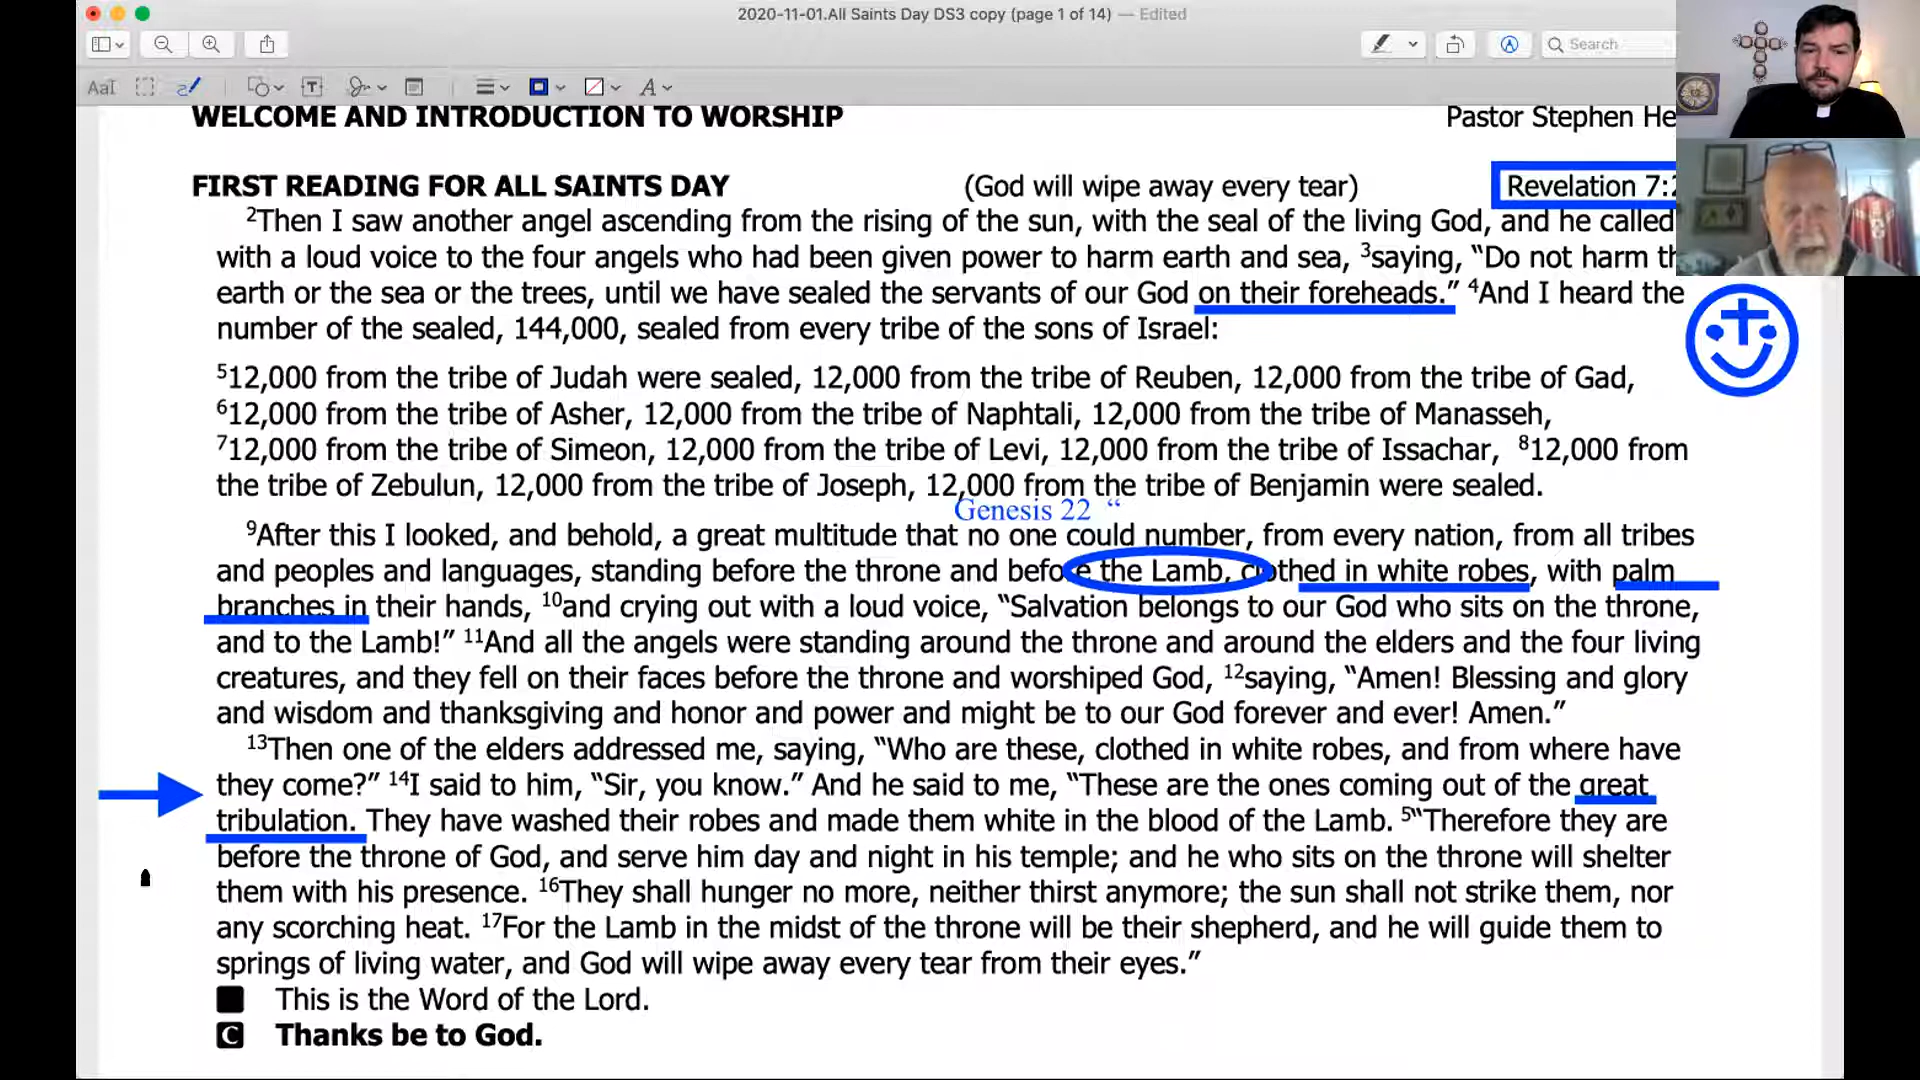 2020-11-01.All Saints Day DS3 copy (page 1 of 14) — Edited
Search
AaI
T
A
WELCOME AND INTRODUCTION TO WORSHIP Pastor Stephen He
FIRST READING FOR ALL SAINTS DAY (God will wipe away every tear) Revelation 7:2
²Then I saw another angel ascending from the rising of the sun, with the seal of the living God, and he called
with a loud voice to the four angels who had been given power to harm earth and sea, ³saying, “Do not harm th
earth or the sea or the trees, until we have sealed the servants of our God on their foreheads.” ⁴And I heard the
number of the sealed, 144,000, sealed from every tribe of the sons of Israel:
⁵12,000 from the tribe of Judah were sealed, 12,000 from the tribe of Reuben, 12,000 from the tribe of Gad,
⁶12,000 from the tribe of Asher, 12,000 from the tribe of Naphtali, 12,000 from the tribe of Manasseh,
⁷12,000 from the tribe of Simeon, 12,000 from the tribe of Levi, 12,000 from the tribe of Issachar, ⁸12,000 from
the tribe of Zebulun, 12,000 from the tribe of Joseph, 12,000 from the tribe of Benjamin were sealed.
Genesis 22 “
⁹After this I looked, and behold, a great multitude that no one could number, from every nation, from all tribes
and peoples and languages, standing before the throne and before the Lamb, clothed in white robes, with palm
branches in their hands, ¹⁰and crying out with a loud voice, “Salvation belongs to our God who sits on the throne,
and to the Lamb!” ¹¹And all the angels were standing around the throne and around the elders and the four living
creatures, and they fell on their faces before the throne and worshiped God, ¹²saying, “Amen! Blessing and glory
and wisdom and thanksgiving and honor and power and might be to our God forever and ever! Amen.”
¹³Then one of the elders addressed me, saying, “Who are these, clothed in white robes, and from where have
they come?” ¹⁴I said to him, “Sir, you know.” And he said to me, “These are the ones coming out of the great
tribulation. They have washed their robes and made them white in the blood of the Lamb. ⁵“Therefore they are
before the throne of God, and serve him day and night in his temple; and he who sits on the throne will shelter
them with his presence. ¹⁶They shall hunger no more, neither thirst anymore; the sun shall not strike them, nor
any scorching heat. ¹⁷For the Lamb in the midst of the throne will be their shepherd, and he will guide them to
springs of living water, and God will wipe away every tear from their eyes.”
This is the Word of the Lord.
C Thanks be to God.